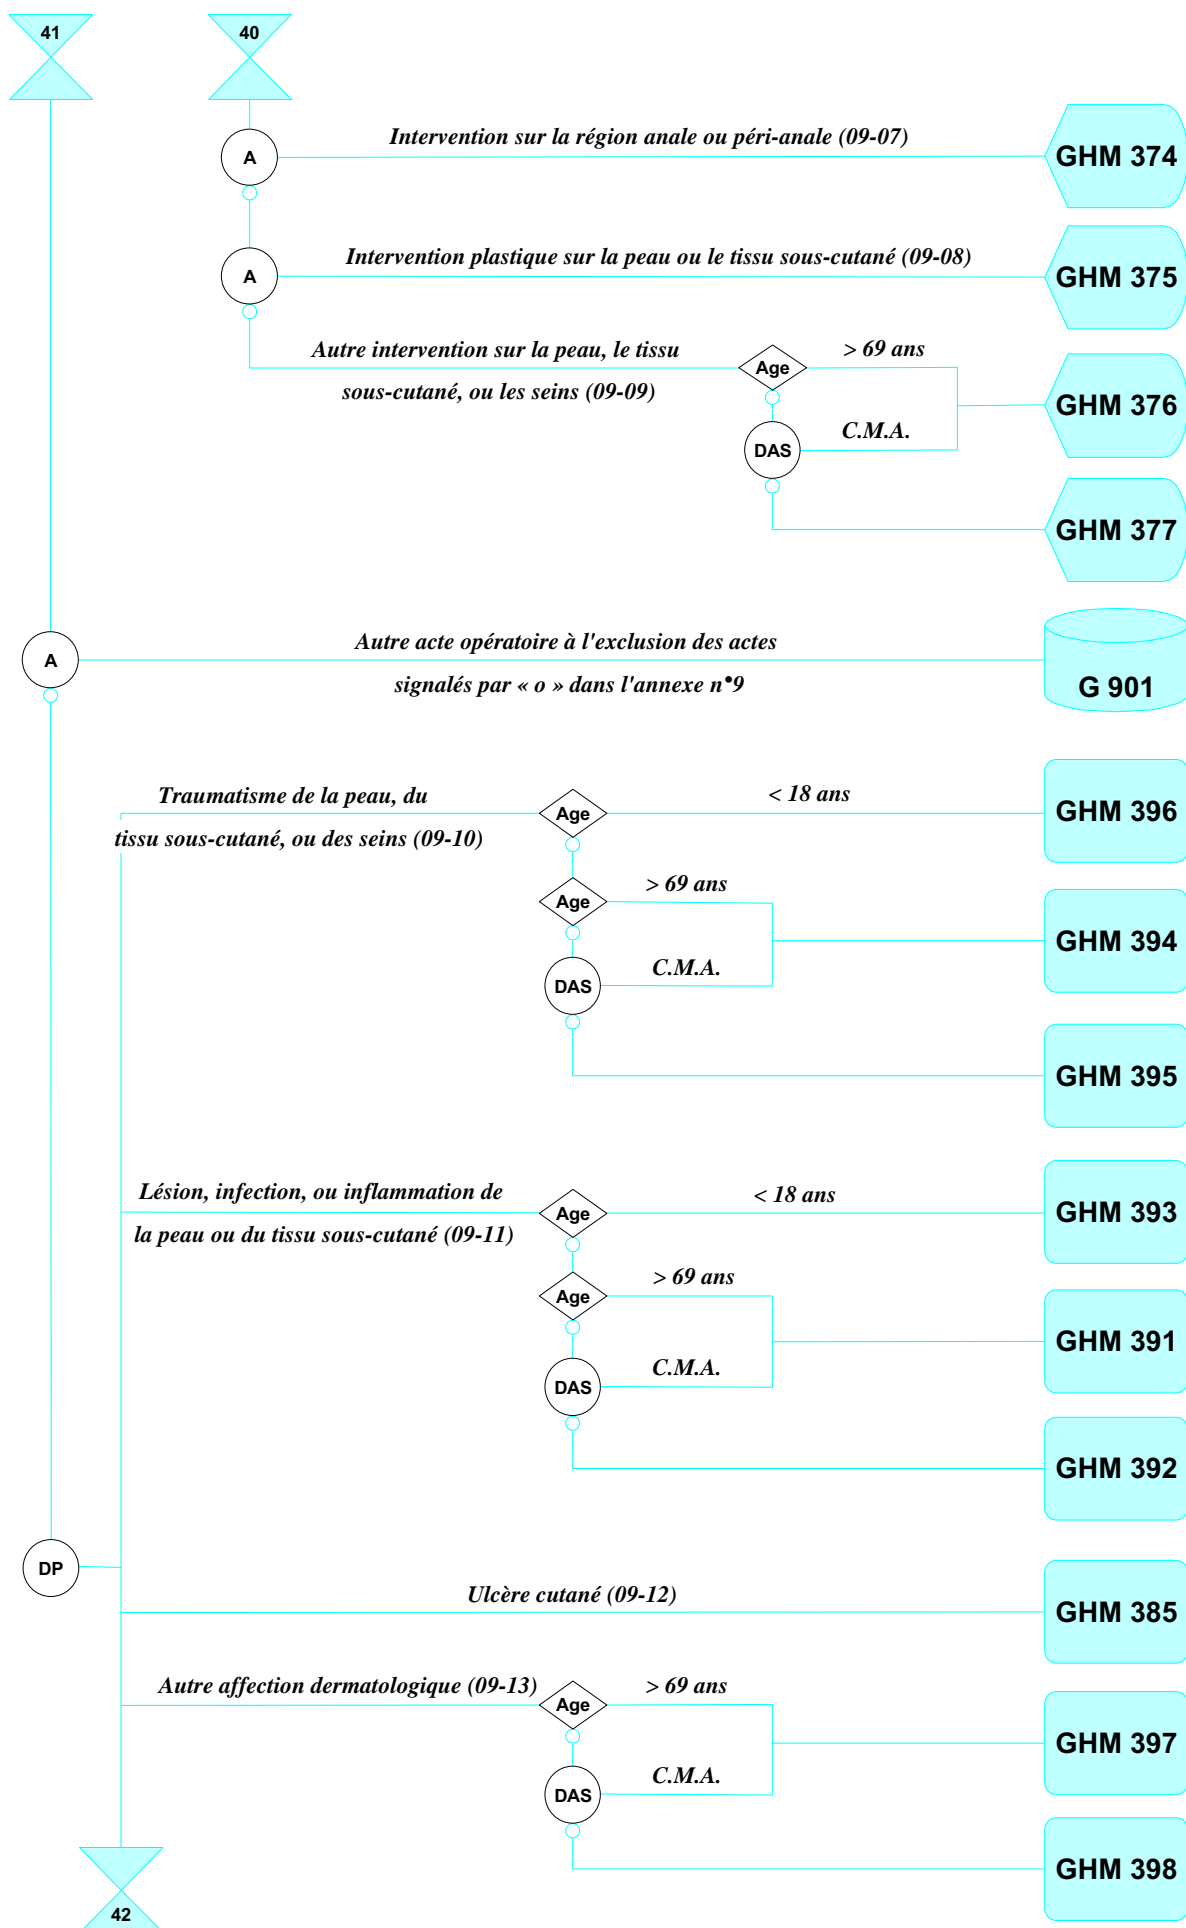 41
40
A
Intervention sur la région anale ou péri-anale (09-07)
GHM 374
A
Intervention plastique sur la peau ou le tissu sous-cutané (09-08)
GHM 375
Autre intervention sur la peau, le tissu
sous-cutané, ou les seins (09-09)
Age
> 69 ans
GHM 376
DAS
C.M.A.
GHM 377
A
Autre acte opératoire à l'exclusion des actes
signalés par « o » dans l'annexe n°9
G 901
Traumatisme de la peau, du
tissu sous-cutané, ou des seins (09-10)
Age
< 18 ans
GHM 396
Age
> 69 ans
GHM 394
DAS
C.M.A.
GHM 395
Lésion, infection, ou inflammation de
la peau ou du tissu sous-cutané (09-11)
Age
< 18 ans
GHM 393
Age
> 69 ans
GHM 391
DAS
C.M.A.
GHM 392
DP
Ulcère cutané (09-12)
GHM 385
Autre affection dermatologique (09-13)
Age
> 69 ans
GHM 397
DAS
C.M.A.
GHM 398
42